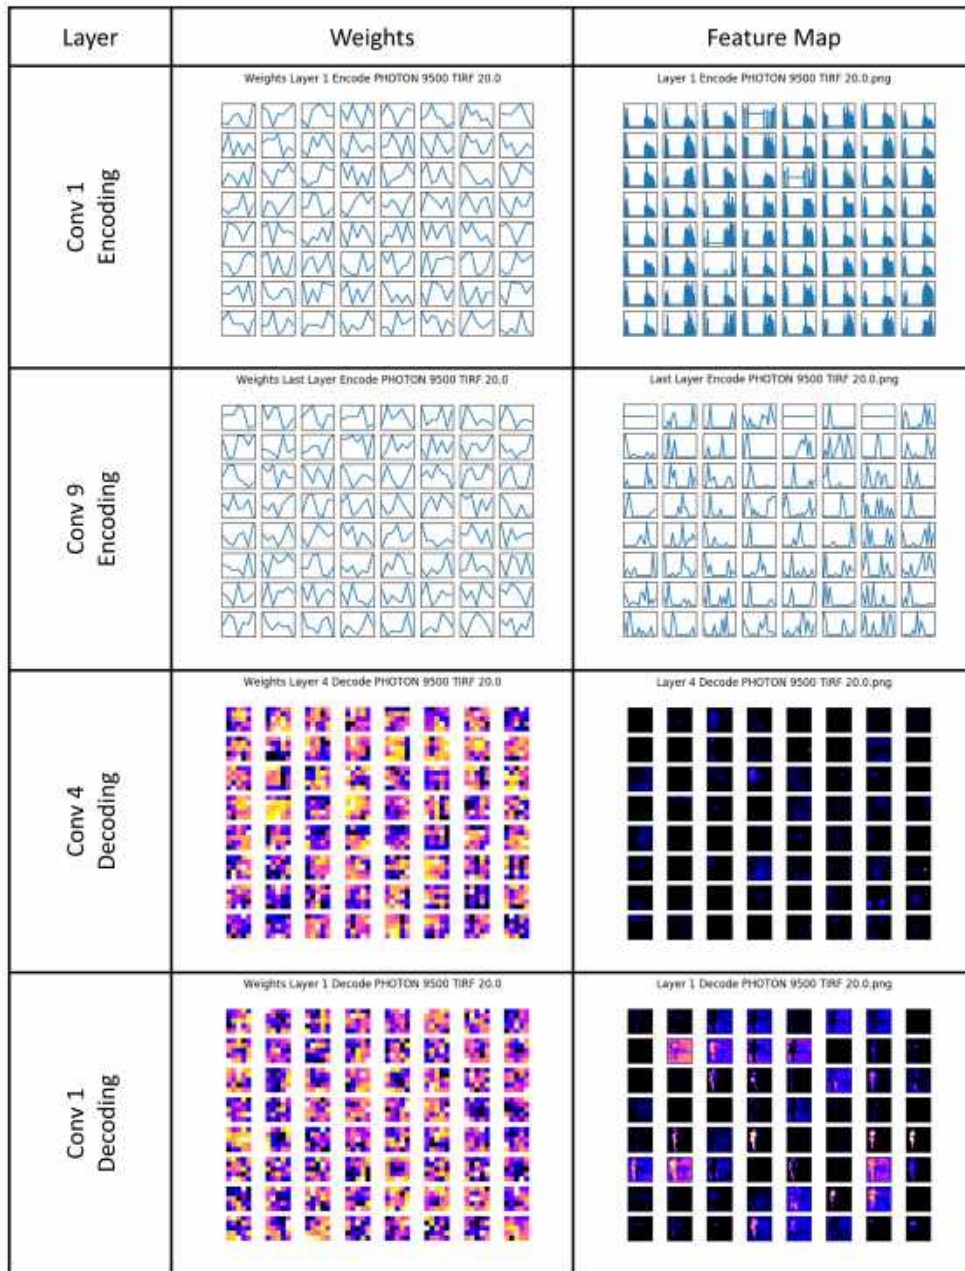 Layer
Weights
Feature Map
Conv 1
Encoding
Weights Layer 1 Encode PHOTON 9500 TIRF 20.0
Layer 1 Encode PHOTON 9500 TIRF 20.0.png
Conv 9
Encoding
Weights Last Layer Encode PHOTON 9500 TIRF 20.0
Last Layer Encode PHOTON 9500 TIRF 20.0.png
Conv 4
Decoding
Weights Layer 4 Decode PHOTON 9500 TIRF 20.0
Layer 4 Decode PHOTON 9500 TIRF 20.0.png
Conv 1
Decoding
Weights Layer 1 Decode PHOTON 9500 TIRF 20.0
Layer 1 Decode PHOTON 9500 TIRF 20.0.png